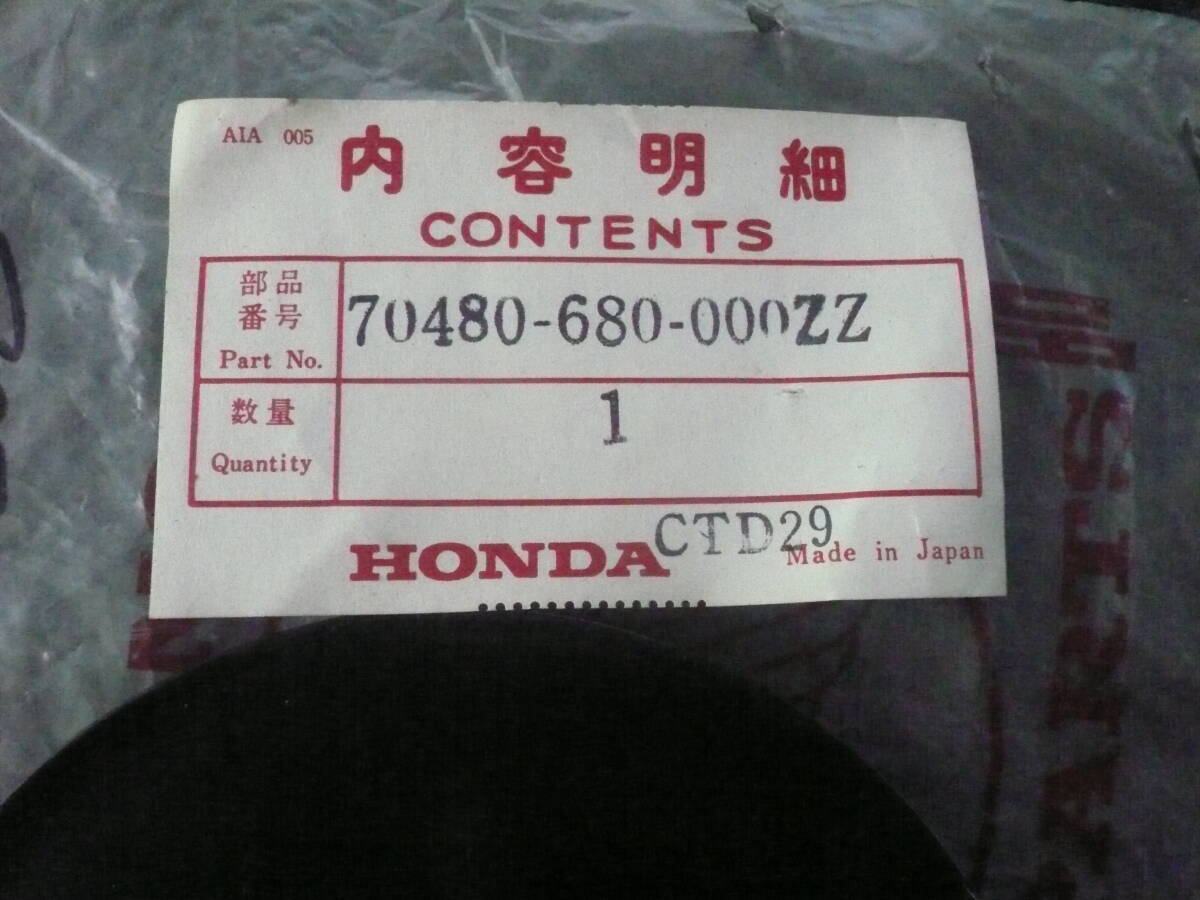 AIA 005
内容明細
CONTENTS
部品
番号
Part No.
70480-680-000ZZ
数量
Quantity
1
CTD29
HONDA
Made in Japan